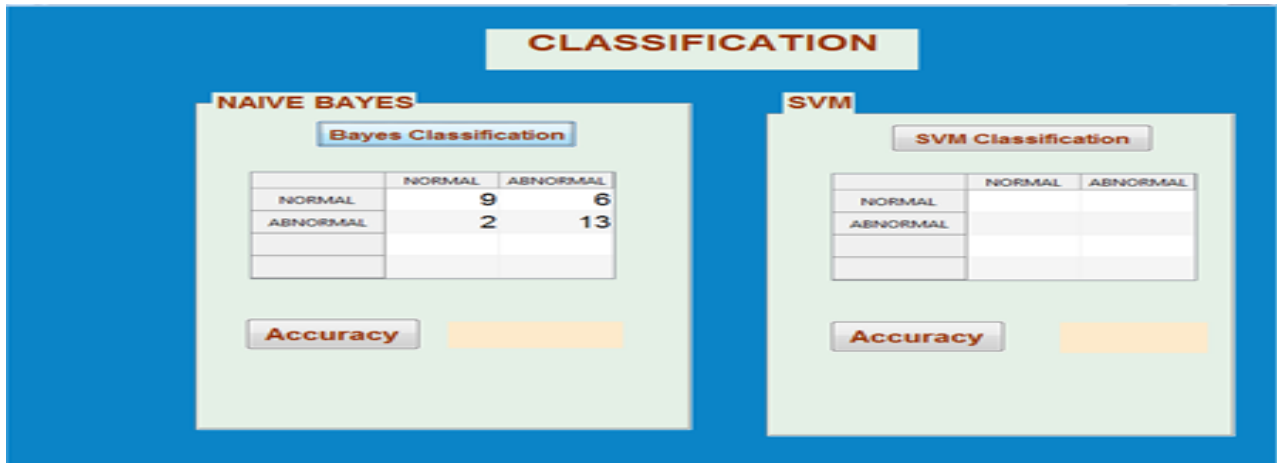 CLASSIFICATION
NAIVE BAYES
Bayes Classification
NORMAL ABNORMAL
NORMAL 9 6
ABNORMAL 2 13
Accuracy
SVM
SVM Classification
NORMAL ABNORMAL
NORMAL
ABNORMAL
Accuracy